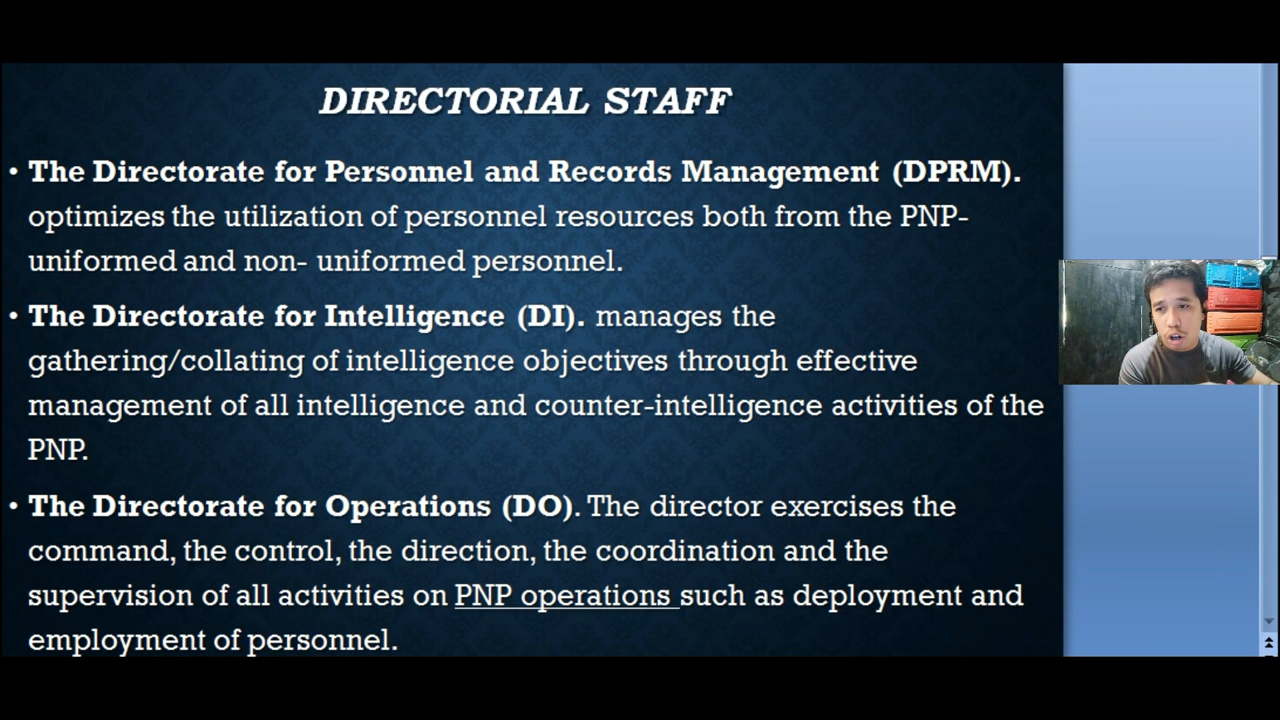 DIRECTORIAL STAFF
• The Directorate for Personnel and Records Management (DPRM).
optimizes the utilization of personnel resources both from the PNP-
uniformed and non- uniformed personnel.
• The Directorate for Intelligence (DI). manages the
gathering/collating of intelligence objectives through effective
management of all intelligence and counter-intelligence activities of the
PNP.
• The Directorate for Operations (DO). The director exercises the
command, the control, the direction, the coordination and the
supervision of all activities on PNP operations such as deployment and
employment of personnel.